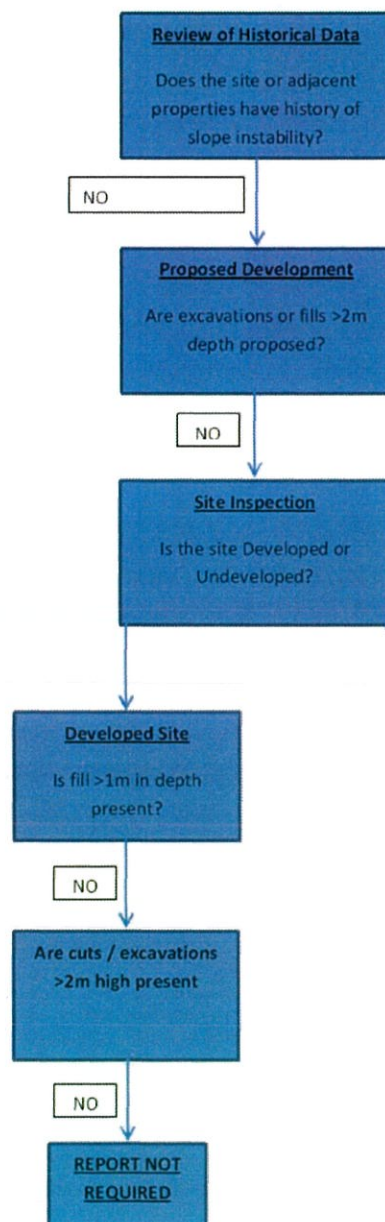 Review of Historical Data
Does the site or adjacent
properties have history of
slope instability?
NO
Proposed Development
Are excavations or fills >2m
depth proposed?
NO
Site Inspection
Is the site Developed or
Undeveloped?
Developed Site
Is fill >1m in depth
present?
NO
Are cuts / excavations
>2m high present
NO
REPORT NOT
REQUIRED